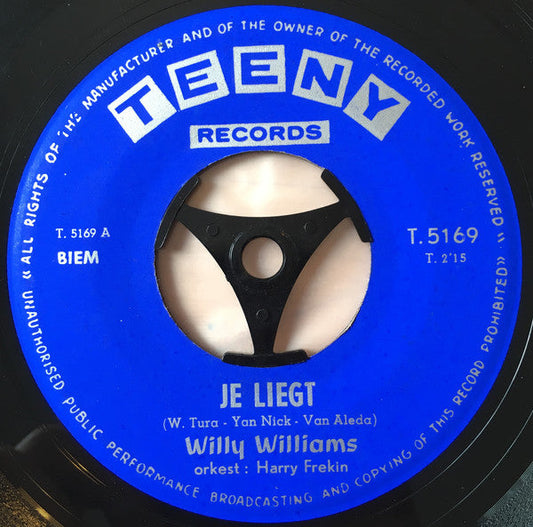 « ALL RIGHTS OF THE MANUFACTURER AND OF THE OWNER OF THE RECORDED WORK RESERVED »
TEENY
RECORDS
T. 5169 A
BIEM
T.5169
T. 2'15
JE LIEGT
(W. Tura - Yan Nick - Van Aleda)
Willy Williams
orkest : Harry Frekin
UNAUTHORISED PUBLIC PERFORMANCE BROADCASTING AND COPYING OF THIS RECORD PROHIBITED»